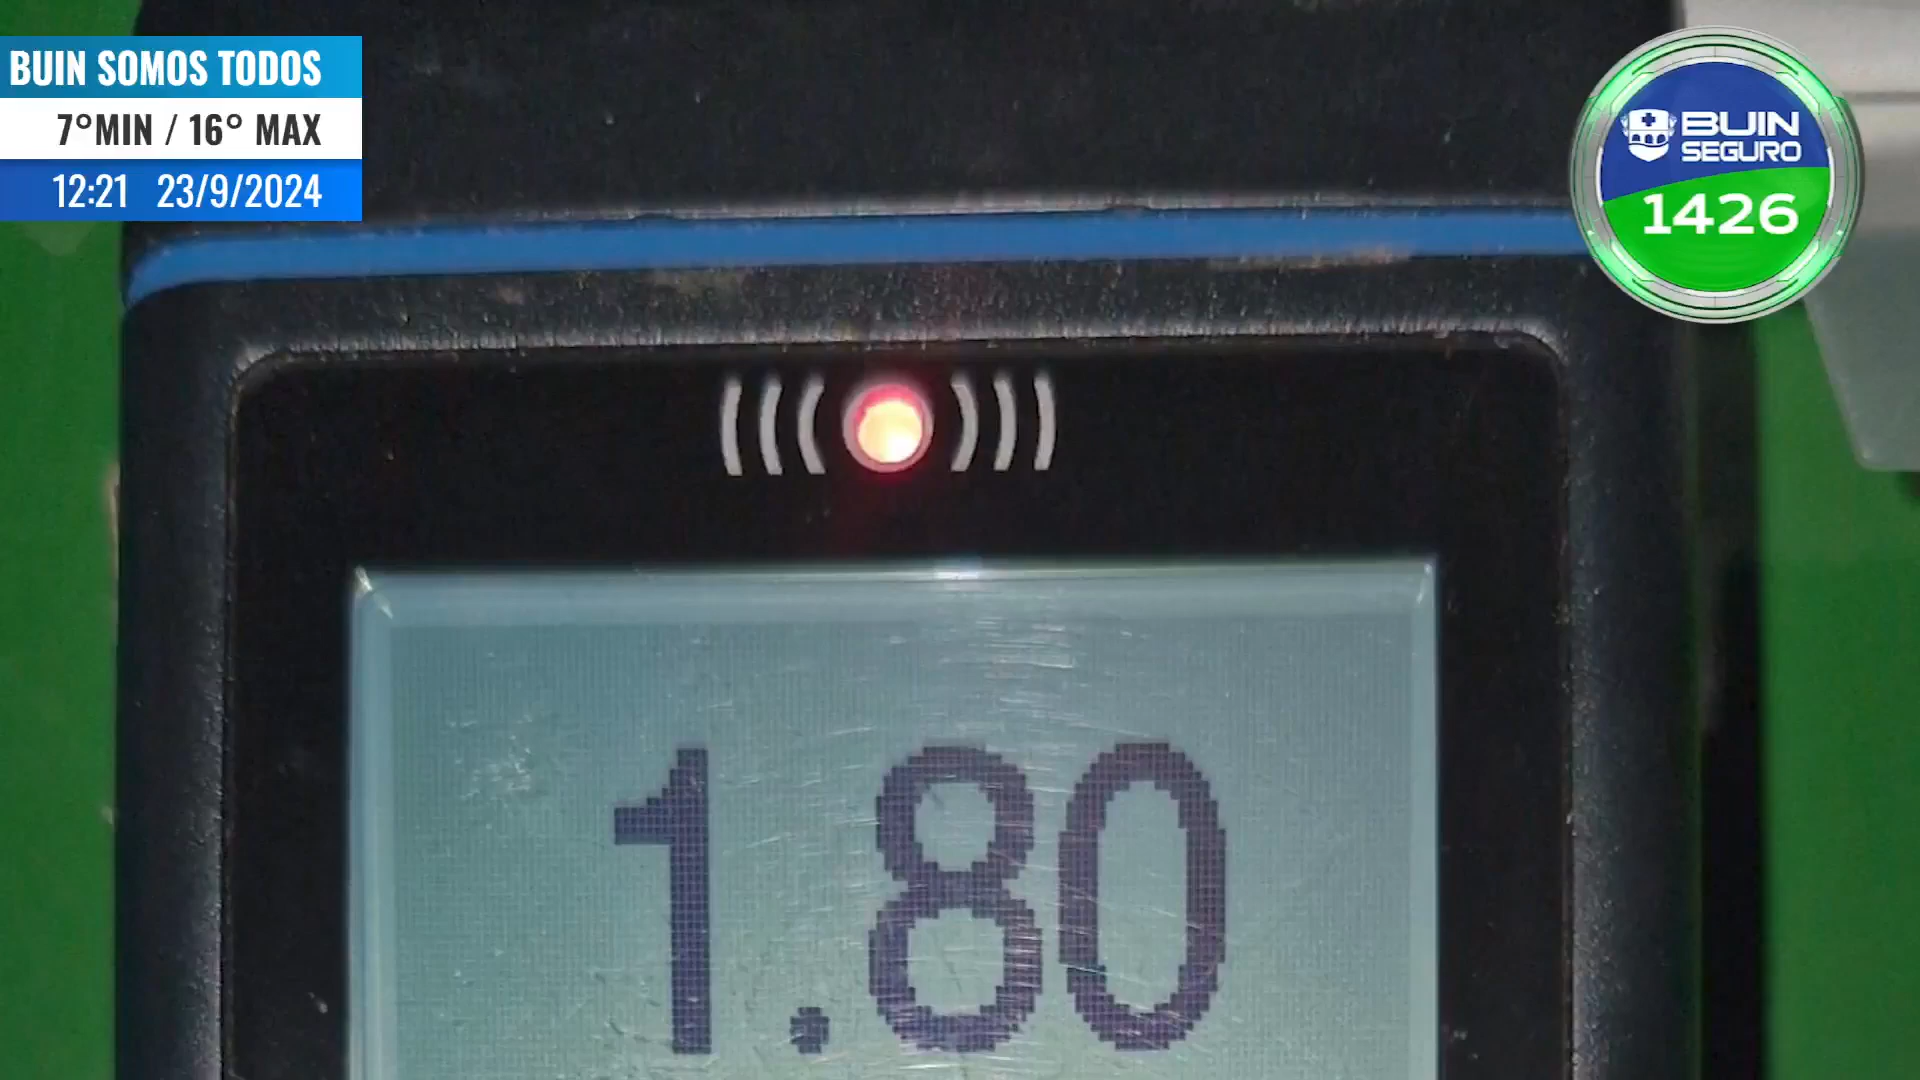 BUIN SOMOS TODOS
7°MIN / 16° MAX
12:21 23/9/2024
BUIN
SEGURO
1426
1.80